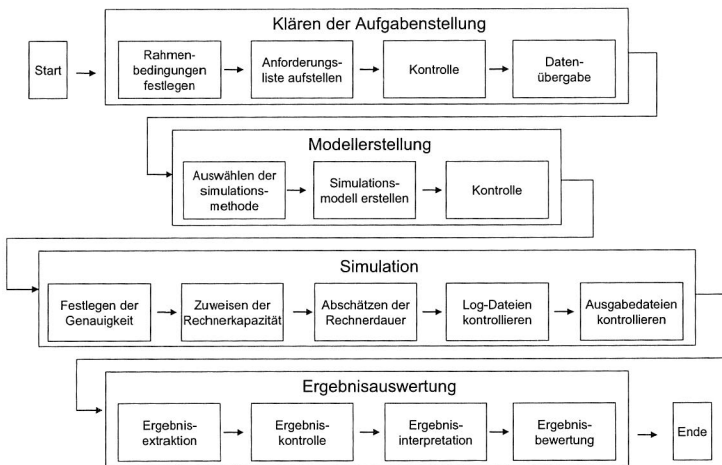 Klären der Aufgabenstellung
Start
Rahmen-
bedingungen
festlegen
Anforderungs-
liste aufstellen
Kontrolle
Daten-
übergabe
Modellerstellung
Auswählen der
simulations-
methode
Simulations-
modell erstellen
Kontrolle
Simulation
Festlegen der
Genauigkeit
Zuweisen der
Rechnerkapazität
Abschätzen der
Rechnerdauer
Log-Dateien
kontrollieren
Ausgabedateien
kontrollieren
Ergebnisauswertung
Ergebnis-
extraktion
Ergebnis-
kontrolle
Ergebnis-
interpretation
Ergebnis-
bewertung
Ende